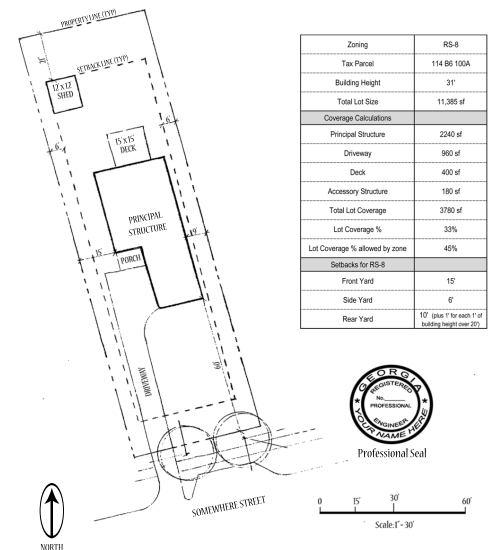 PROPERTY LINE (TYP)
SETBACK LINE (TYP)
12'x12'
SHED
6'
6'
15'x15'
DECK
PRINCIPAL
STRUCTURE
19'
15'
PORCH
DRIVEWAY
60'
SOMEWHERE STREET
NORTH
Zoning RS-8
Tax Parcel 114 B6 100A
Building Height 31'
Total Lot Size 11,385 sf
Coverage Calculations
Principal Structure 2240 sf
Driveway 960 sf
Deck 400 sf
Accessory Structure 180 sf
Total Lot Coverage 3780 sf
Lot Coverage % 33%
Lot Coverage % allowed by zone 45%
Setbacks for RS-8
Front Yard 15'
Side Yard 6'
Rear Yard 10' (plus 1' for each 1' of
building height over 20')
GEORGIA
REGISTERED
No.______
PROFESSIONAL
ENGINEER
YOUR NAME HERE
Professional Seal
0 15' 30' 60'
Scale: 1" = 30'